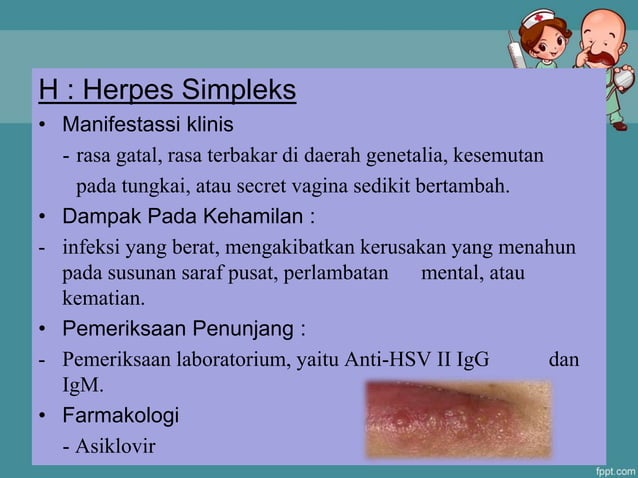 H : Herpes Simpleks
• Manifestassi klinis
- rasa gatal, rasa terbakar di daerah genetalia, kesemutan
pada tungkai, atau secret vagina sedikit bertambah.
• Dampak Pada Kehamilan :
- infeksi yang berat, mengakibatkan kerusakan yang menahun
pada susunan saraf pusat, perlambatan mental, atau
kematian.
• Pemeriksaan Penunjang :
- Pemeriksaan laboratorium, yaitu Anti-HSV II IgG dan
IgM.
• Farmakologi
- Asiklovir
fppt.com